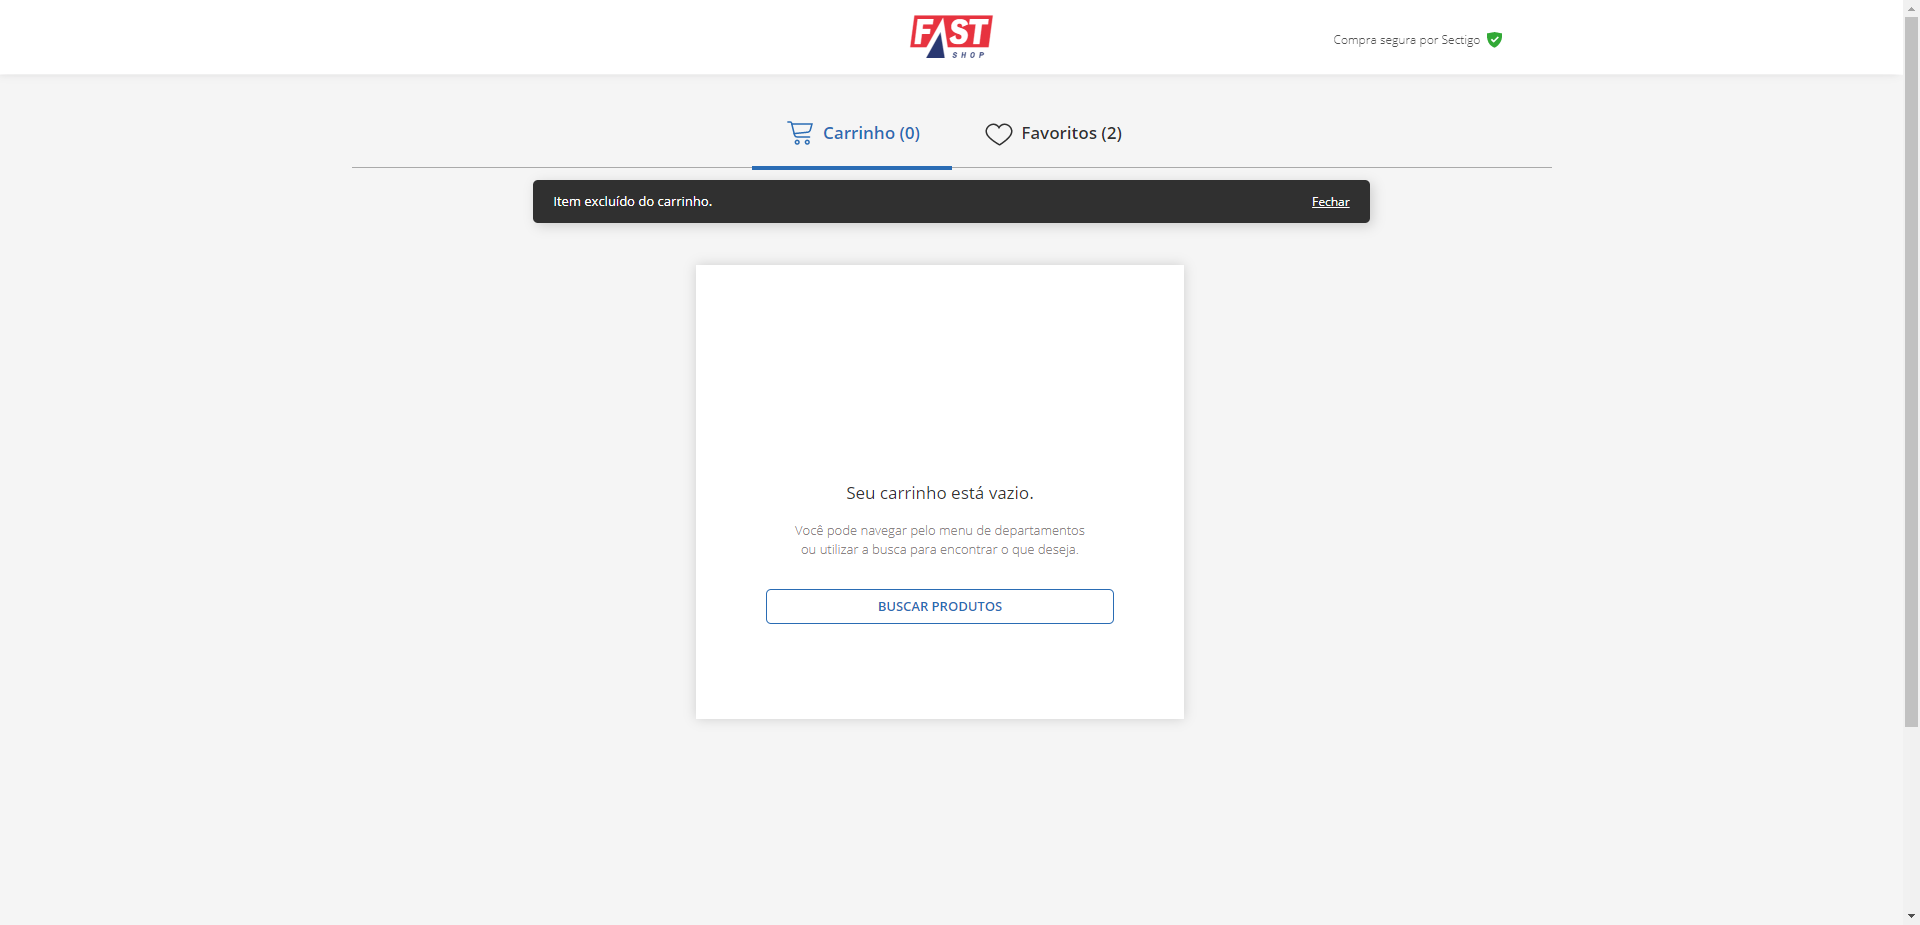 FAST
SHOP
Compra segura por Sectigo
Carrinho (0)
Favoritos (2)
Item excluído do carrinho.
Fechar
Seu carrinho está vazio.
Você pode navegar pelo menu de departamentos
ou utilizar a busca para encontrar o que deseja.
BUSCAR PRODUTOS